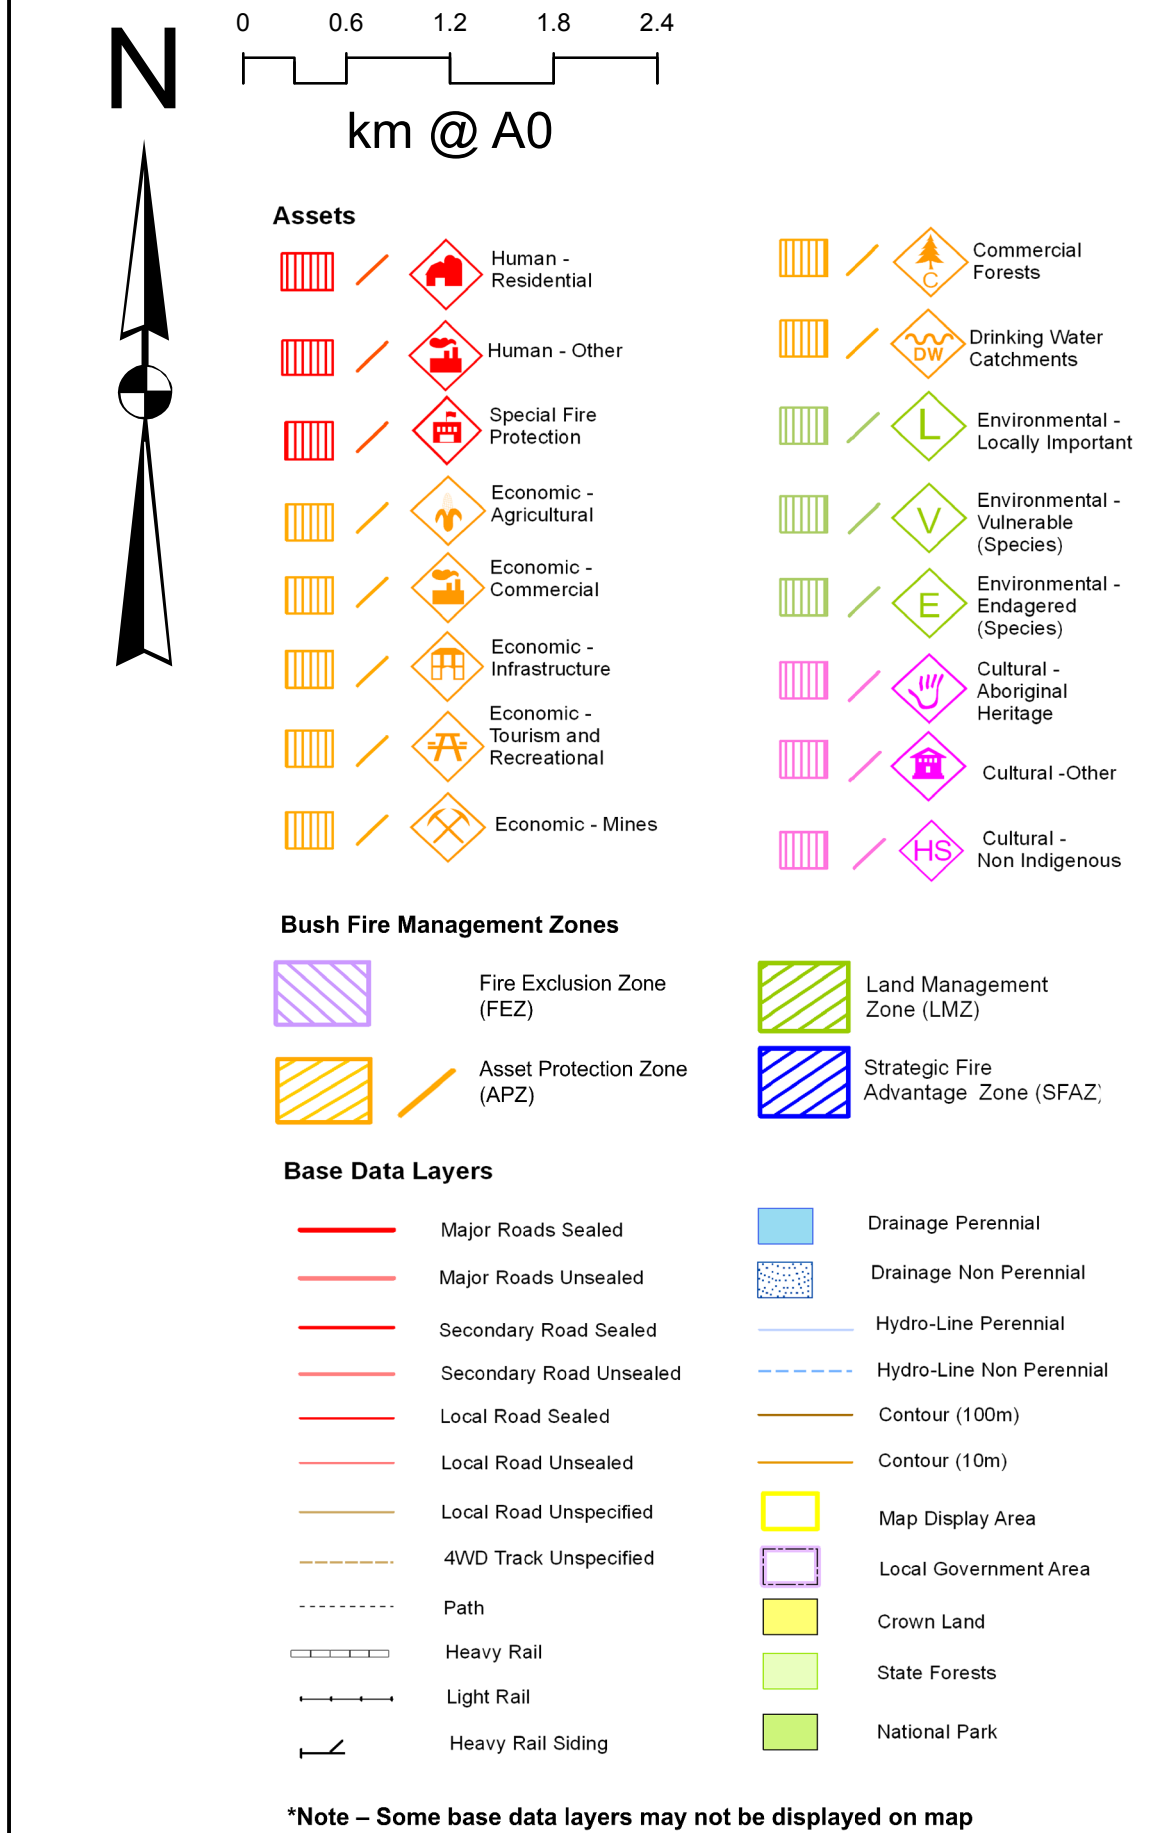 N
0 0.6 1.2 1.8 2.4
km @ A0
Assets
Human -
Residential
Human - Other
Special Fire
Protection
Economic -
Agricultural
Economic -
Commercial
Economic -
Infrastructure
Economic -
Tourism and
Recreational
Economic - Mines
C
Commercial
Forests
DW
Drinking Water
Catchments
L
Environmental -
Locally Important
V
Environmental -
Vulnerable
(Species)
E
Environmental -
Endagered
(Species)
Cultural -
Aboriginal
Heritage
Cultural -Other
HS
Cultural -
Non Indigenous
Bush Fire Management Zones
Fire Exclusion Zone
(FEZ)
Asset Protection Zone
(APZ)
Land Management
Zone (LMZ)
Strategic Fire
Advantage Zone (SFAZ)
Base Data Layers
Major Roads Sealed
Major Roads Unsealed
Secondary Road Sealed
Secondary Road Unsealed
Local Road Sealed
Local Road Unsealed
Local Road Unspecified
4WD Track Unspecified
Path
Heavy Rail
Light Rail
Heavy Rail Siding
Drainage Perennial
Drainage Non Perennial
Hydro-Line Perennial
Hydro-Line Non Perennial
Contour (100m)
Contour (10m)
Map Display Area
Local Government Area
Crown Land
State Forests
National Park
*Note – Some base data layers may not be displayed on map